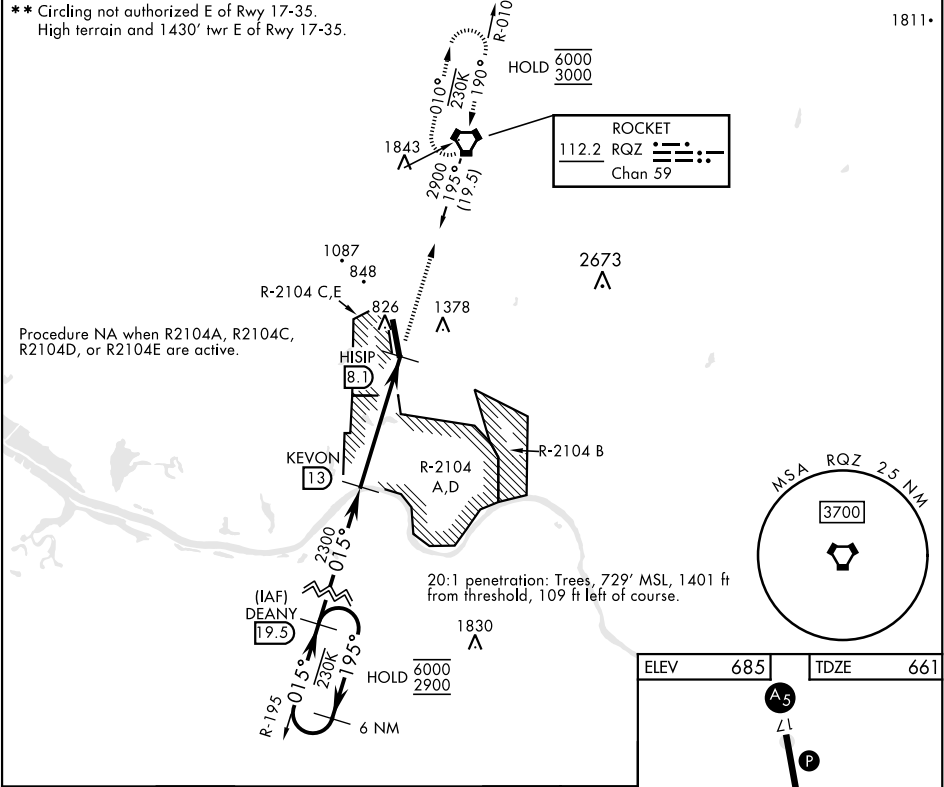 ** Circling not authorized E of Rwy 17-35.
High terrain and 1430' twr E of Rwy 17-35.
1811
R-010
HOLD 6000
3000
010°
230K
190°
ROCKET
112.2 RQZ
Chan 59
1843
2900
195°
(19.5)
1087
848
2673
R-2104 C,E
826
1378
Procedure NA when R2104A, R2104C,
R2104D, or R2104E are active.
HISIP
8.1
R-2104 B
KEVON
13
R-2104
A,D
MSA RQZ 25 NM
3700
2300
015°
20:1 penetration: Trees, 729' MSL, 1401 ft
from threshold, 109 ft left of course.
(IAF)
DEANY
19.5
1830
015°
230K
195°
HOLD 6000
2900
R-195
6 NM
ELEV 685
TDZE 661
A5
17
P